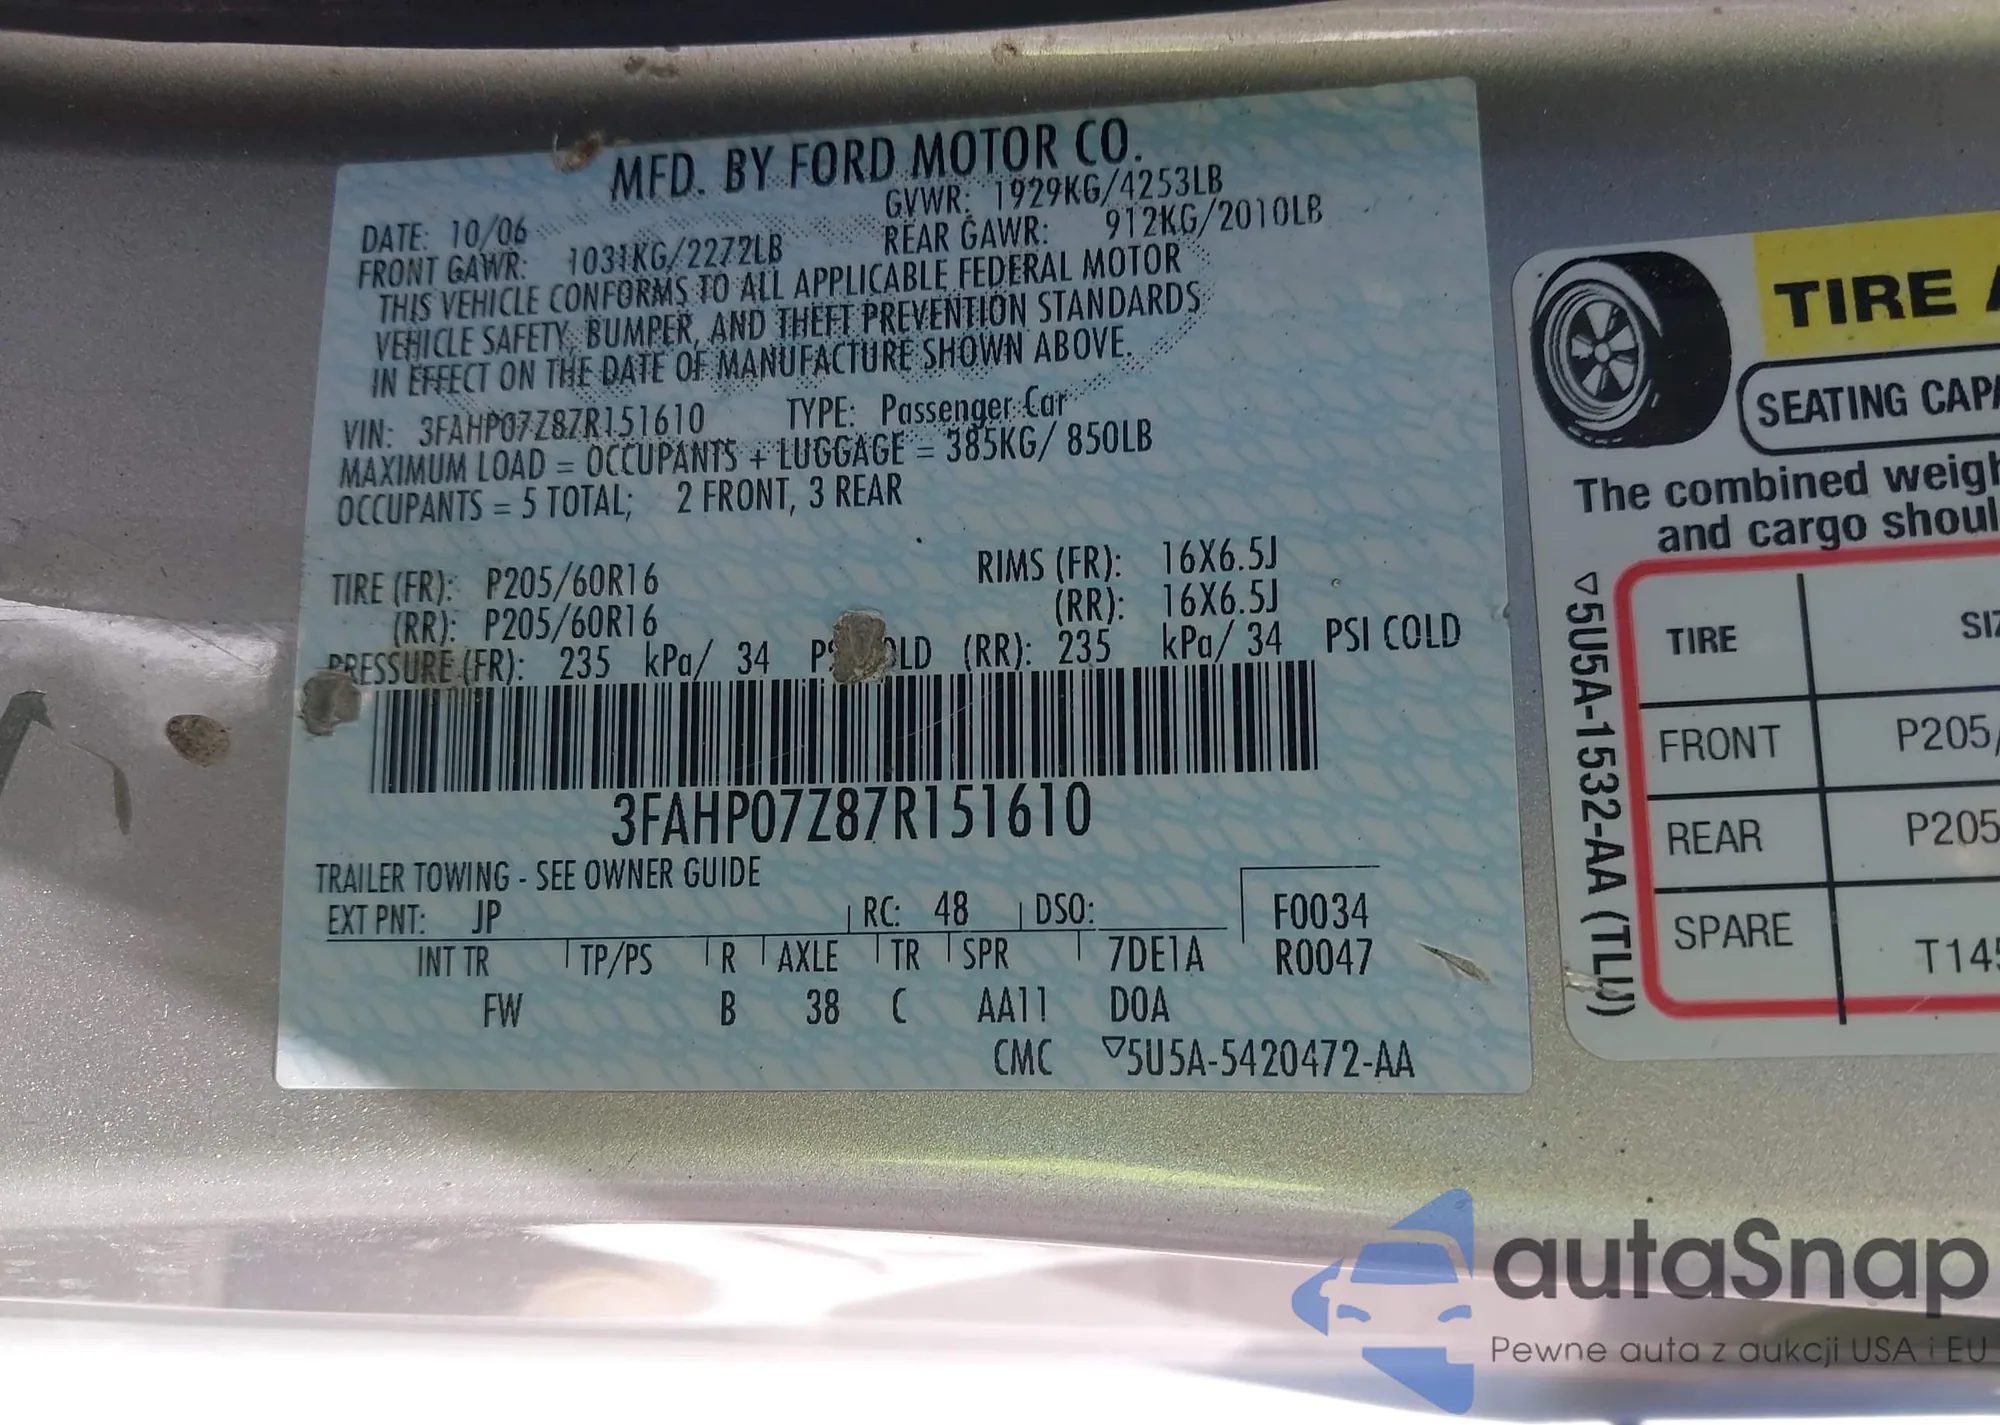 MFD. BY FORD MOTOR CO.
DATE: 10/06 GVWR: 1929KG/4253LB
FRONT GAWR: 1031KG/2272LB REAR GAWR: 912KG/2010LB
THIS VEHICLE CONFORMS TO ALL APPLICABLE FEDERAL MOTOR
VEHICLE SAFETY, BUMPER, AND THEFT PREVENTION STANDARDS
IN EFFECT ON THE DATE OF MANUFACTURE SHOWN ABOVE.
VIN: 3FAHP07Z87R151610 TYPE: Passenger Car
MAXIMUM LOAD = OCCUPANTS + LUGGAGE = 385KG/ 850LB
OCCUPANTS = 5 TOTAL; 2 FRONT, 3 REAR
TIRE (FR): P205/60R16 RIMS (FR): 16X6.5J
(RR): P205/60R16 (RR): 16X6.5J
PRESSURE (FR): 235 kPa/ 34 (RR): 235 kPa/ 34 PSI COLD
3FAHP07Z87R151610
TRAILER TOWING - SEE OWNER GUIDE
EXT PNT: JP RC: 48 DSO: F0034
INT TR TP/PS R AXLE TR SPR 7DE1A R0047
FW B 38 C AA11 D0A
CMC ▽5U5A-5420472-AA
TIRE A
SEATING CAPA
The combined weigh
and cargo shoul
▽5U5A-1532-AA (TLU)
TIRE SIZ
FRONT P205/
REAR P205
SPARE T145
autaSnap
Pewne auta z aukcji USA i EU